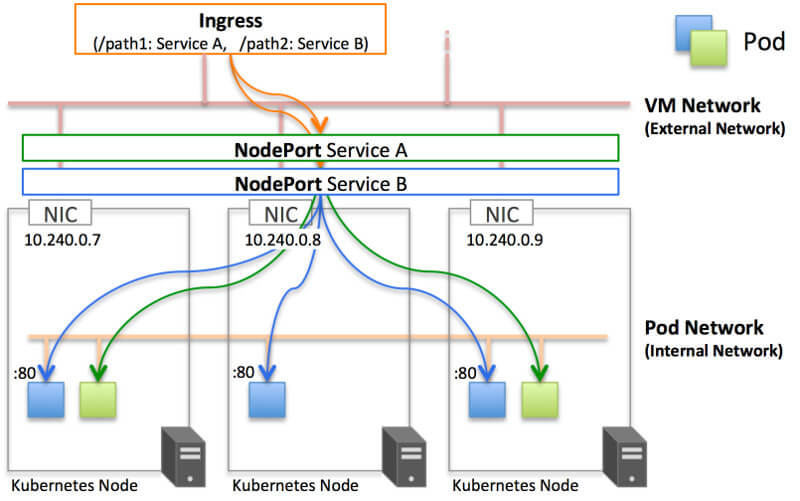 Ingress
(/path1: Service A, /path2: Service B)
Pod
VM Network
(External Network)
NodePort Service A
NodePort Service B
NIC
10.240.0.7
NIC
10.240.0.8
NIC
10.240.0.9
Pod Network
(Internal Network)
:80
:80
:80
Kubernetes Node
Kubernetes Node
Kubernetes Node